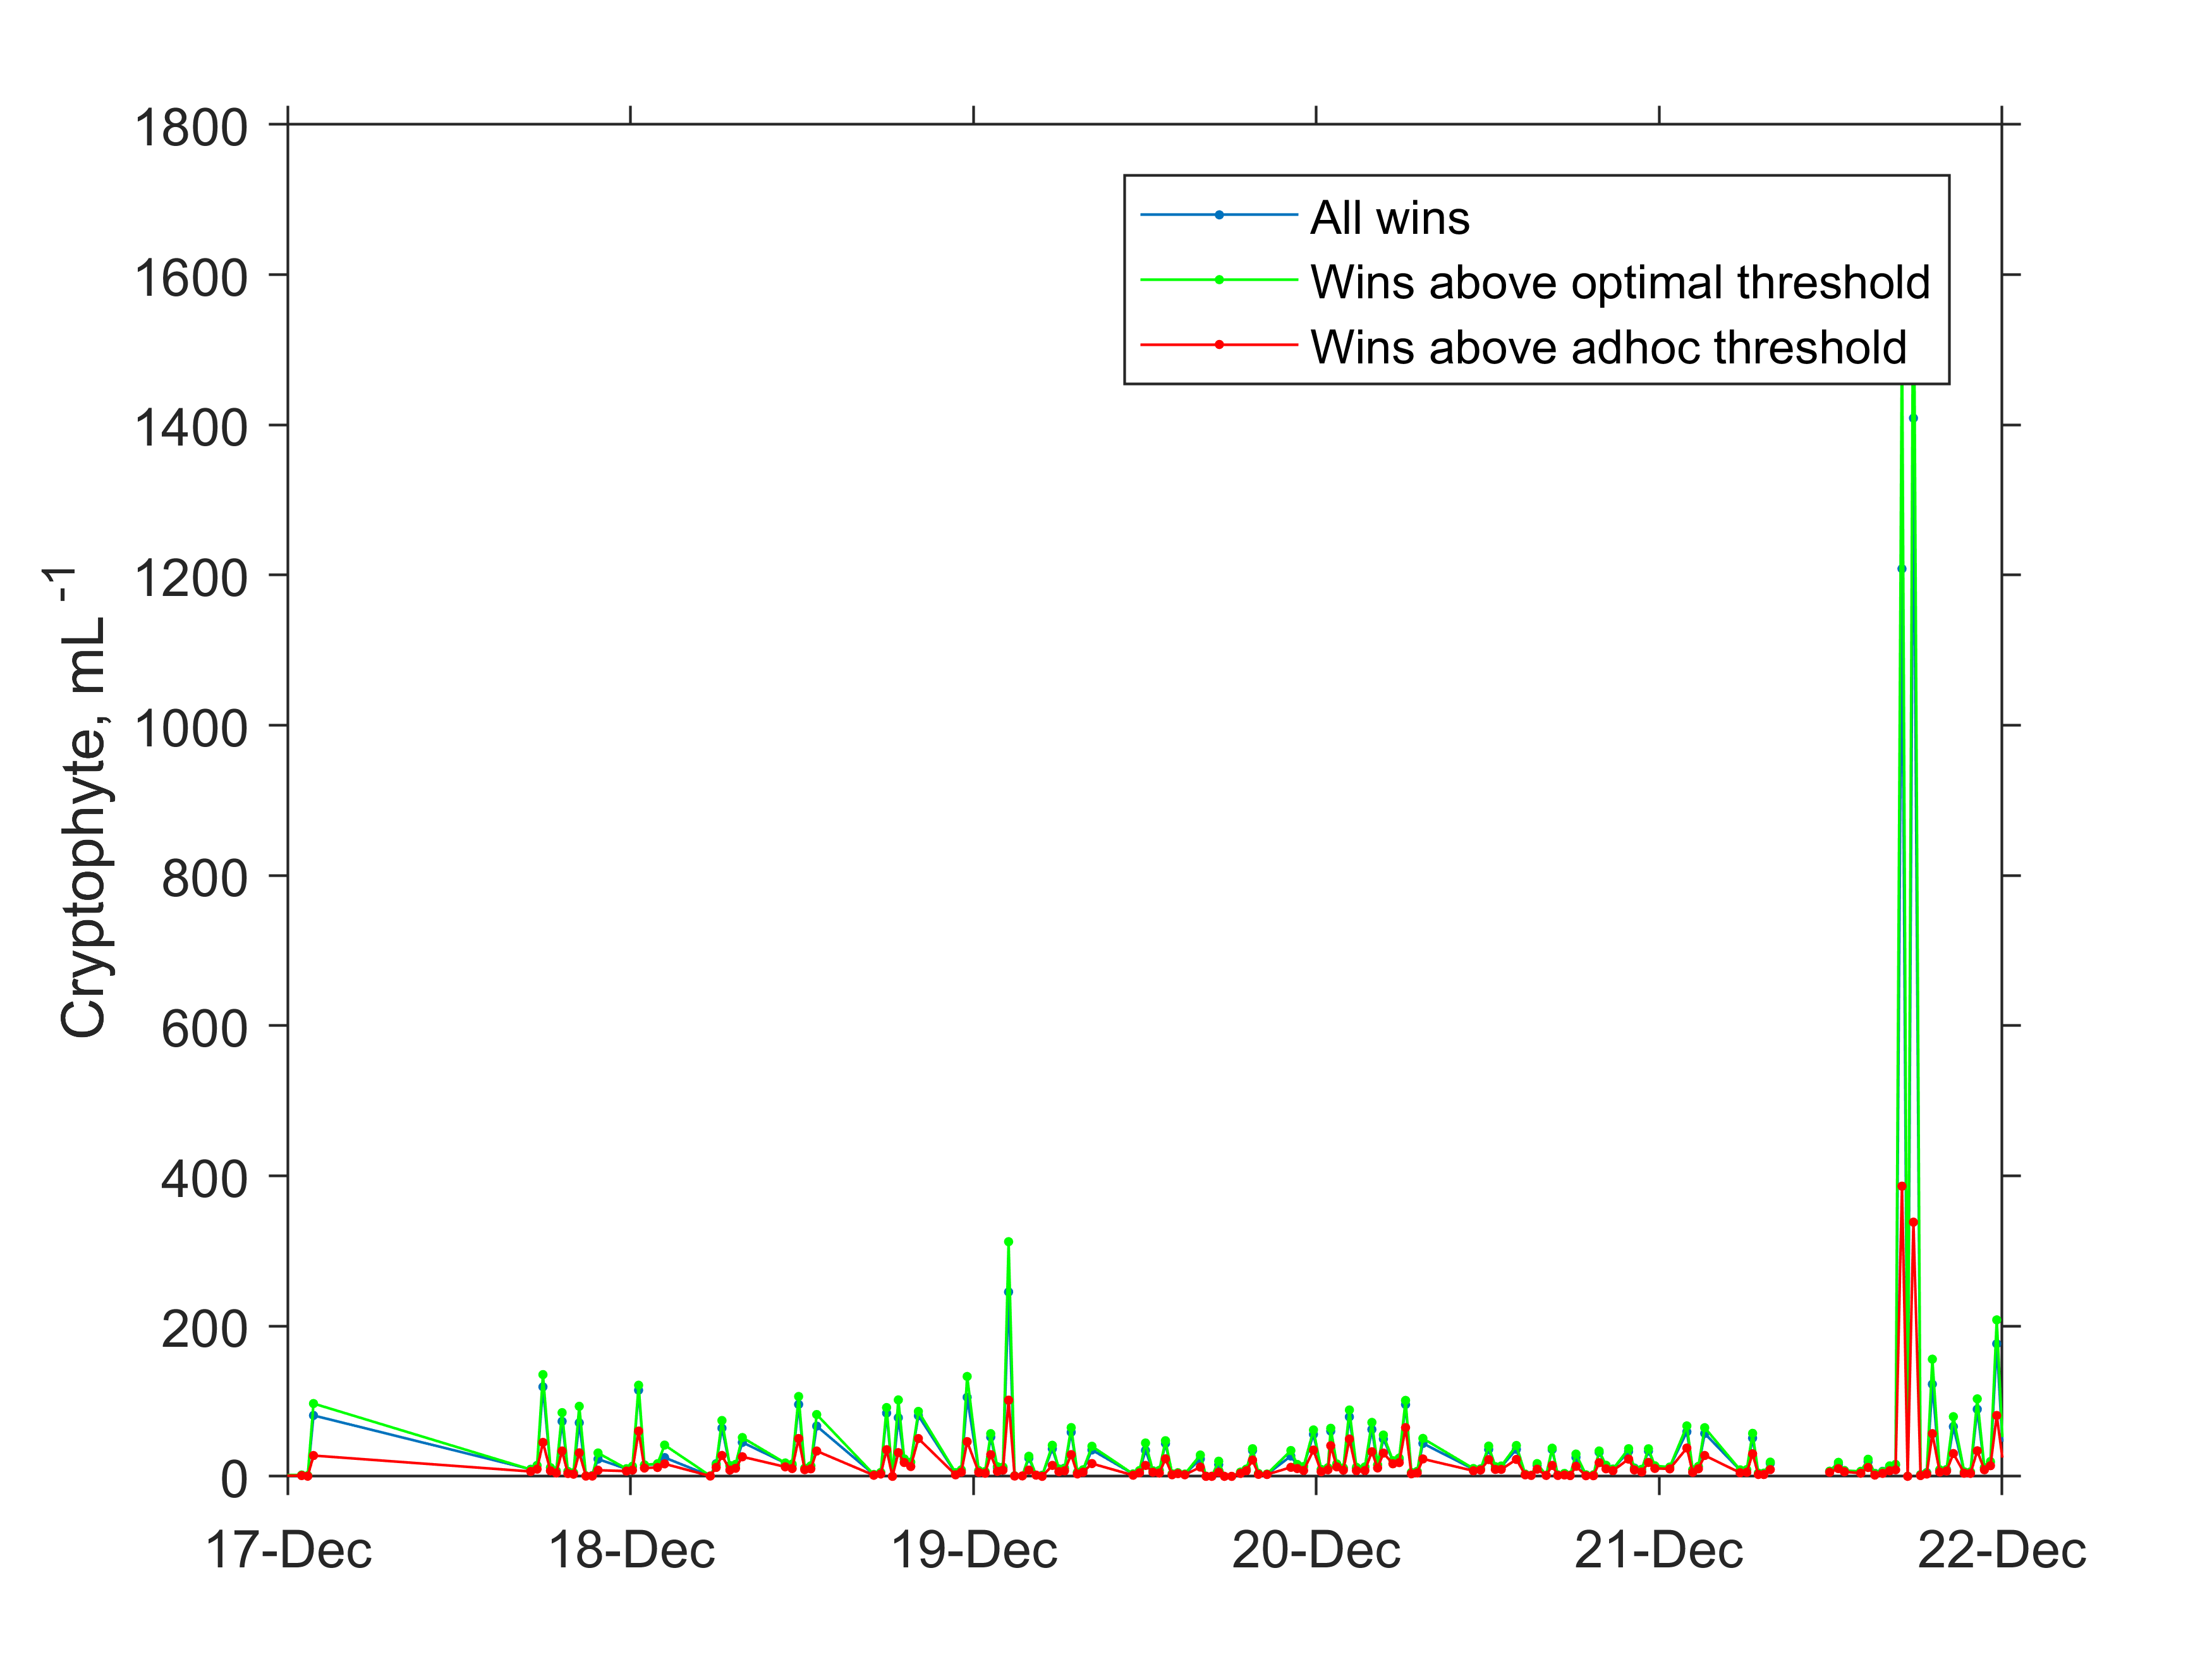 1800
1600
1400
1200
1000
800
600
400
200
0
Cryptophyte, mL -1
All wins
Wins above optimal threshold
Wins above adhoc threshold
17-Dec 18-Dec 19-Dec 20-Dec 21-Dec 22-Dec